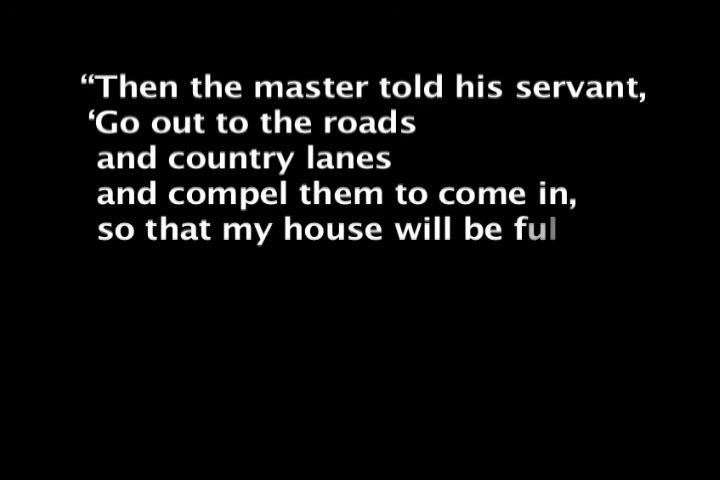 “Then the master told his servant,
‘Go out to the roads
and country lanes
and compel them to come in,
so that my house will be ful